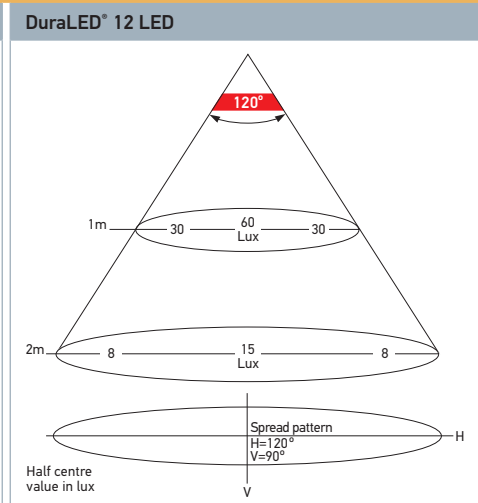 DuraLED® 12 LED
120°
1m 30 60 30
Lux
2m 8 15 8
Lux
Spread pattern
H=120°
V=90°
H
Half centre
value in lux
V